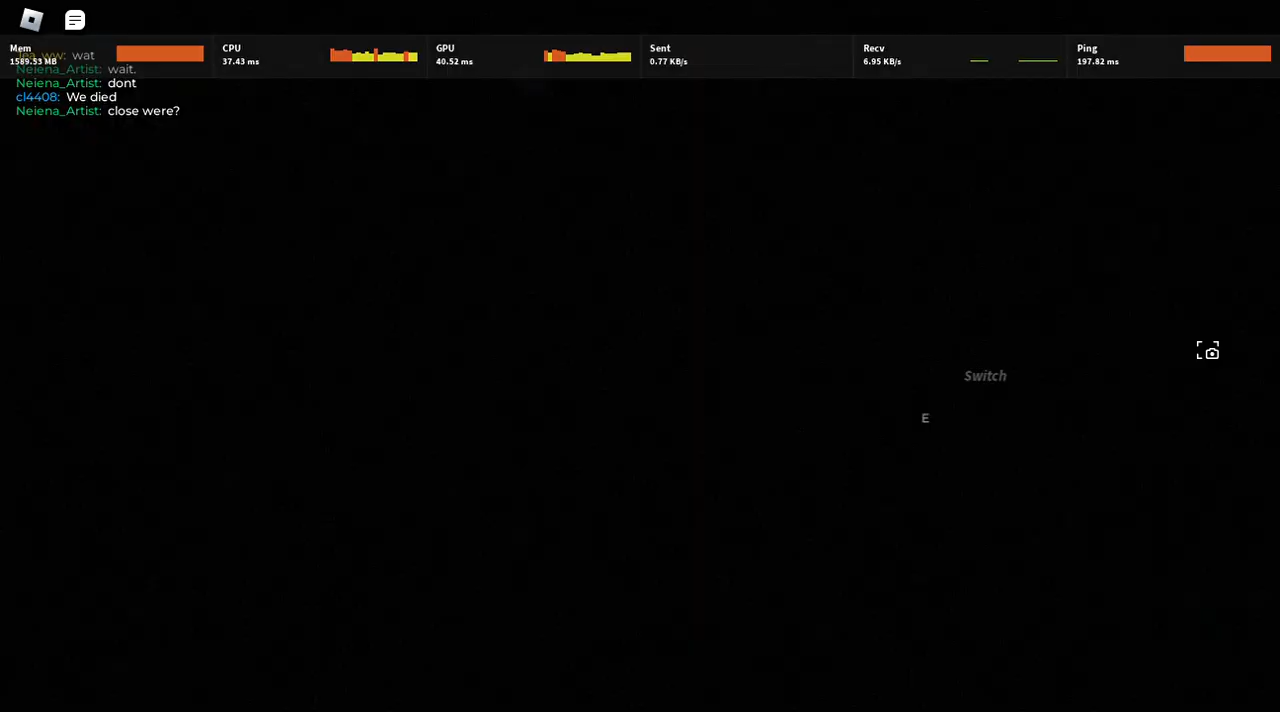 Mem
1589.53 MB
CPU
37.43 ms
GPU
40.52 ms
Sent
0.77 KB/s
Recv
6.95 KB/s
Ping
197.82 ms
wat
Neiena_Artist: wait.
Neiena_Artist: dont
cl4408: We died
Neiena_Artist: close were?
Switch
E